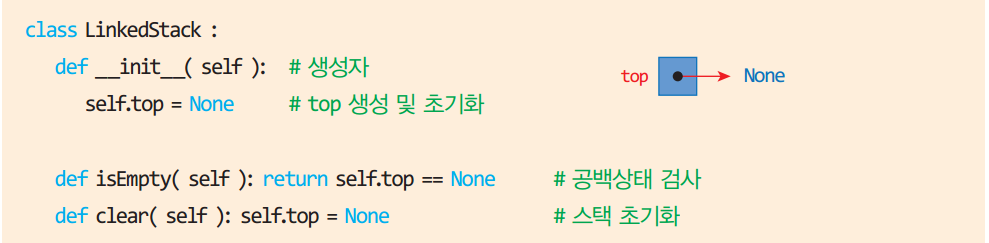 class LinkedStack :
def __init__( self ): # 생성자
self.top = None # top 생성 및 초기화
top None
def isEmpty( self ): return self.top == None # 공백상태 검사
def clear( self ): self.top = None # 스택 초기화